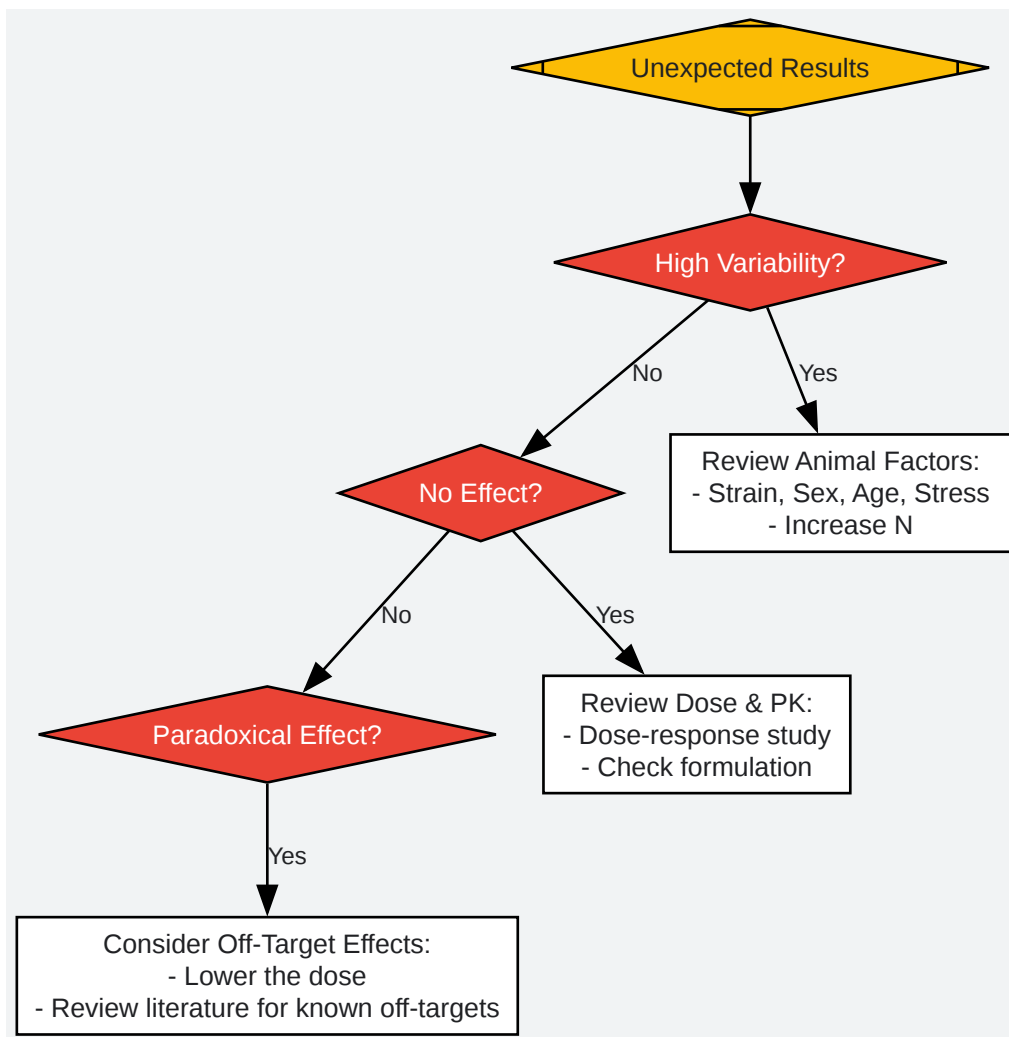 Unexpected Results
High Variability?
No
Yes
Review Animal Factors:
- Strain, Sex, Age, Stress
- Increase N
No Effect?
No
Yes
Review Dose & PK:
- Dose-response study
- Check formulation
Paradoxical Effect?
Yes
Consider Off-Target Effects:
- Lower the dose
- Review literature for known off-targets